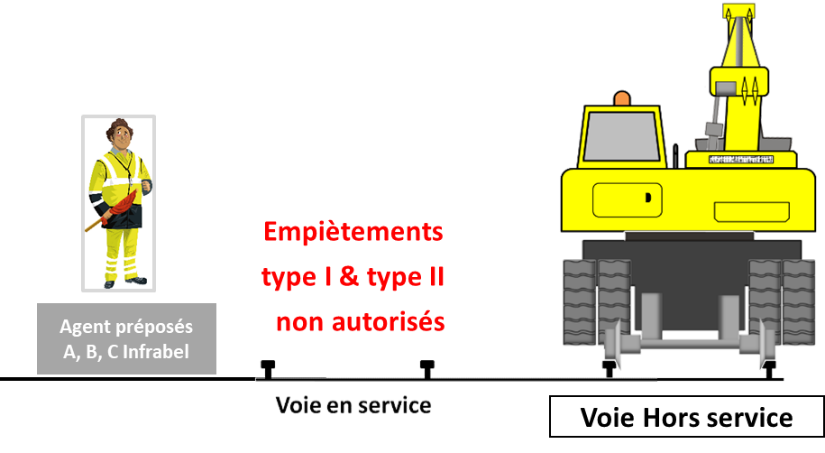 Empiètements
type I & type II
non autorisés
Agent préposés
A, B, C Infrabel
Voie en service
Voie Hors service